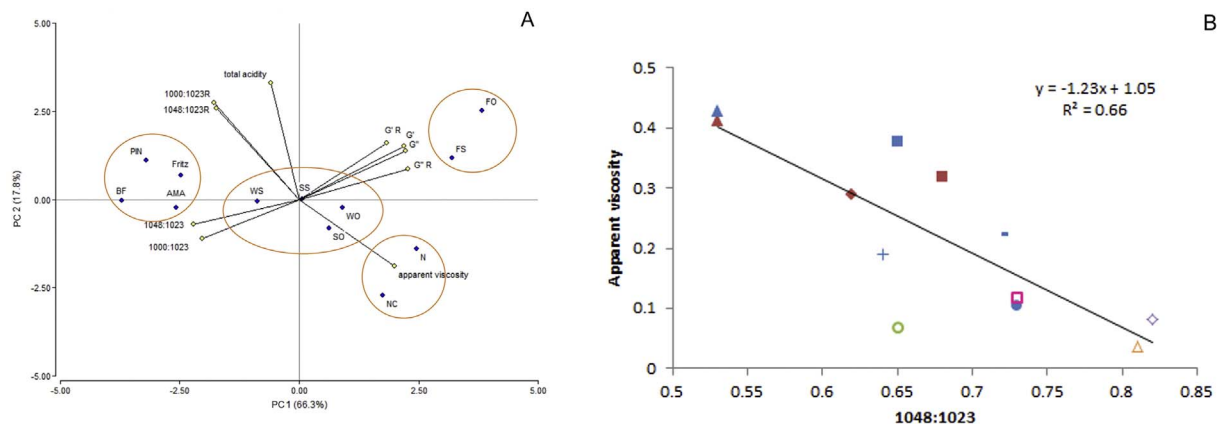 A
5.00
total acidity
1000:1023R
1048:1023R
2.50
FO
G' R
G'
G''
FS
G'' R
PIN
Fritz
SS
BF
AMA
WS
0.00
WO
1048:1023
SO
1000:1023
N
apparent viscosity
NC
-2.50
-5.00
-5.00
-2.50
0.00
2.50
5.00
PC 1 (66.3%)
PC 2 (17.8%)
B
y = -1.23x + 1.05
R² = 0.66
Apparent viscosity
0.5
0.4
0.3
0.2
0.1
0
0.5
0.55
0.6
0.65
0.7
0.75
0.8
0.85
1048:1023